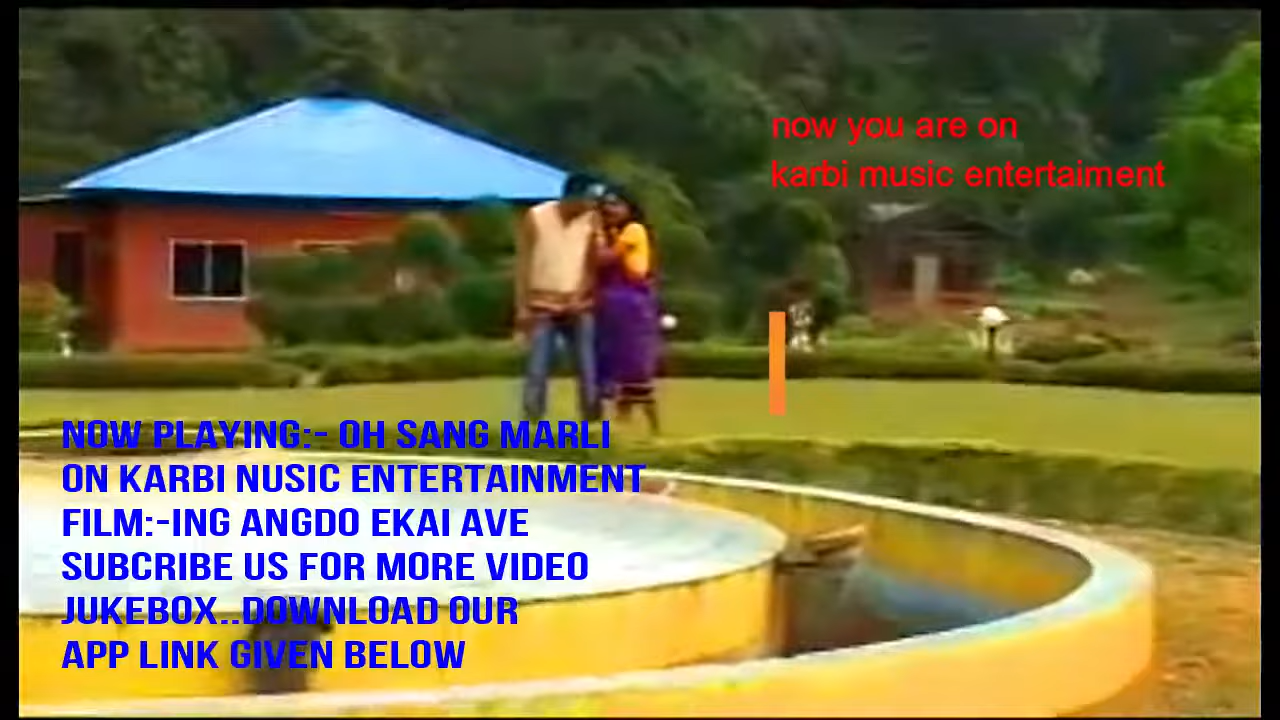 now you are on
karbi music entertaiment
NOW PLAYING:- OH SANG MARLI
ON KARBI NUSIC ENTERTAINMENT
FILM:-ING ANGDO EKAI AVE
SUBCRIBE US FOR MORE VIDEO
JUKEBOX..DOWNLOAD OUR
APP LINK GIVEN BELOW